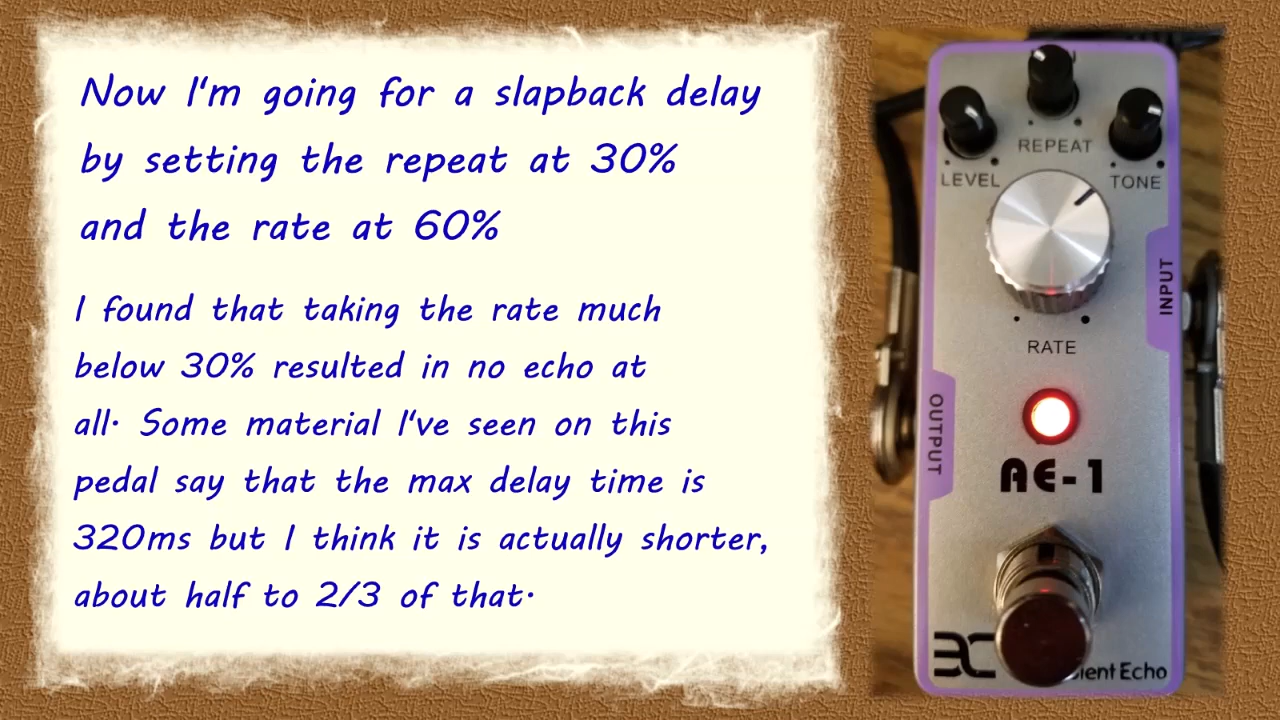 Now I'm going for a slapback delay
by setting the repeat at 30%
and the rate at 60%
I found that taking the rate much
below 30% resulted in no echo at
all. Some material I've seen on this
pedal say that the max delay time is
320ms but I think it is actually shorter,
about half to 2/3 of that.
REPEAT
LEVEL
TONE
INPUT
RATE
OUTPUT
AE-1
Echo